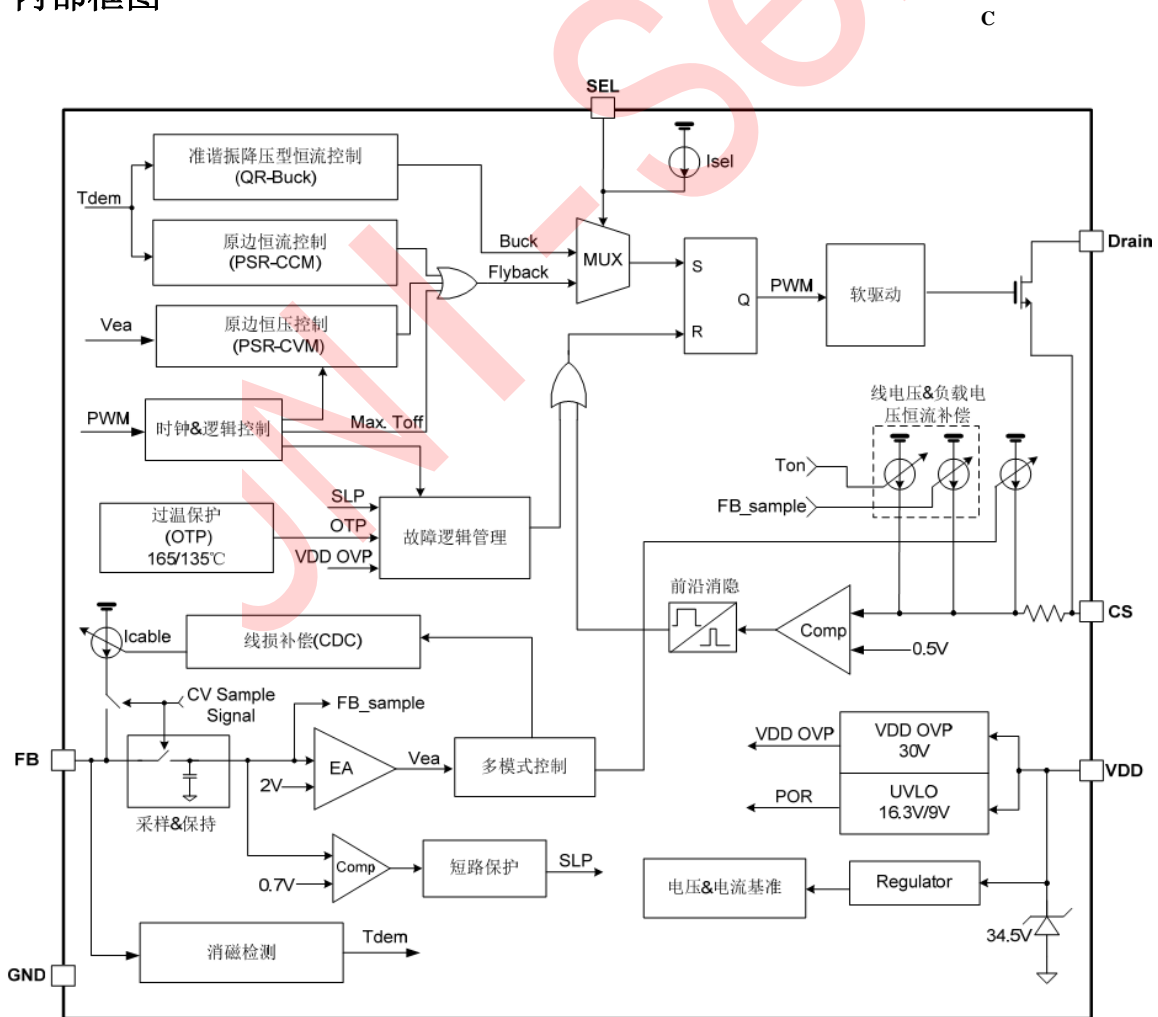 内部框图
C
SEL
准谐振降压型恒流控制
(QR-Buck)
Isel
Tdem
原边恒流控制
(PSR-CCM)
Buck
Flyback
MUX
S
R
Q
PWM
软驱动
Drain
Vea
原边恒压控制
(PSR-CVM)
PWM
时钟&逻辑控制
Max. Toff
线电压&负载电
压恒流补偿
Ton
FB_sample
过温保护
(OTP)
165/135℃
SLP
OTP
VDD OVP
故障逻辑管理
前沿消隐
Comp
0.5V
CS
Icable
线损补偿(CDC)
CV Sample
Signal
FB_sample
FB
EA
2V
Vea
多模式控制
采样&保持
VDD OVP
VDD OVP
30V
POR
UVLO
16.3V/9V
VDD
0.7V
Comp
短路保护
SLP
电压&电流基准
Regulator
34.5V
消磁检测
Tdem
GND